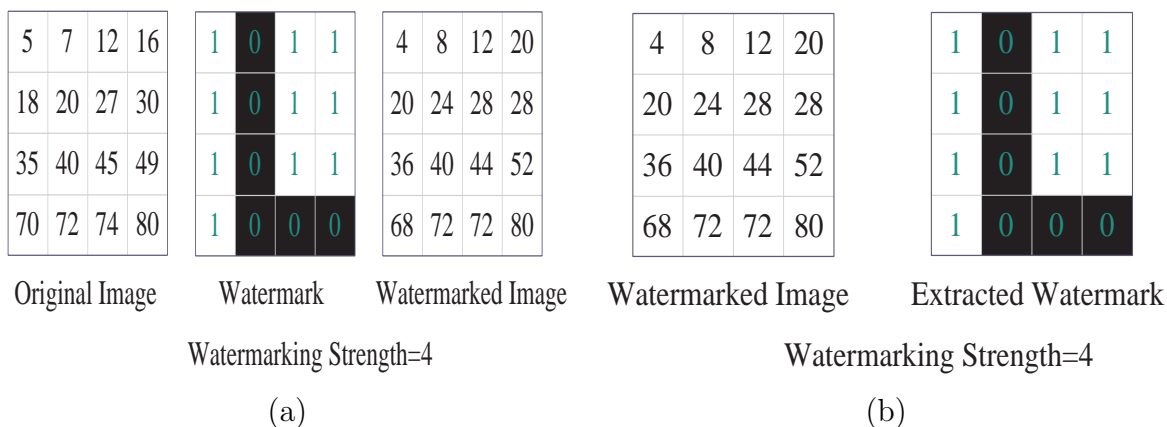 5 7 12 16 1 0 1 1 4 8 12 20 4 8 12 20 1 0 1 1
18 20 27 30 1 0 1 1 20 24 28 28 20 24 28 28 1 0 1 1
35 40 45 49 1 0 1 1 36 40 44 52 36 40 44 52 1 0 1 1
70 72 74 80 1 0 0 0 68 72 72 80 68 72 72 80 1 0 0 0
Original Image Watermark Watermarked Image Watermarked Image Extracted Watermark
Watermarking Strength=4 Watermarking Strength=4
(a) (b)